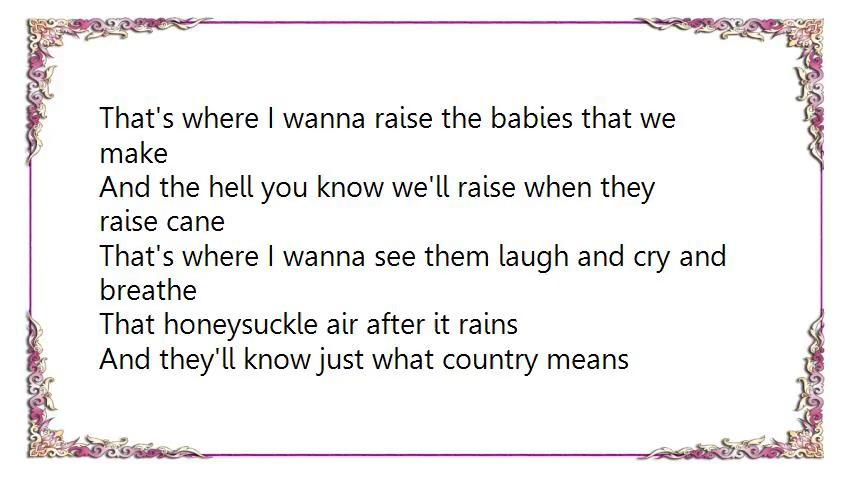 That's where I wanna raise the babies that we
make
And the hell you know we'll raise when they
raise cane
That's where I wanna see them laugh and cry and
breathe
That honeysuckle air after it rains
And they'll know just what country means